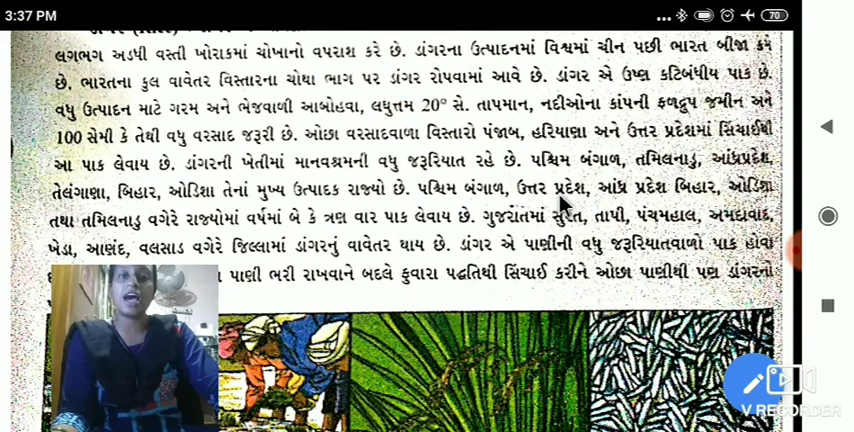 3:37 PM
70
લગભગ અડધી વસ્તી ખોરાકમાં ચોખાનો વપરાશ કરે છે. ડાંગરના ઉત્પાદનમાં વિશ્વમાં ચીન પછી ભારત બીજા ક્રમે
છે. ભારતના કુલ વાવેતર વિસ્તારના ચોથા ભાગ પર ડાંગર રોપવામાં આવે છે. ડાંગર એ ઉષ્ણ કટિબંધીય પાક છે.
વધુ ઉત્પાદન માટે ગરમ અને ભેજવાળી આબોહવા, લઘુત્તમ 20° સે. તાપમાન, નદીઓના કાંપની ફળદ્રુપ જમીન અને
100 સેમી કે તેથી વધુ વરસાદ જરૂરી છે. ઓછા વરસાદવાળા વિસ્તારો પંજાબ, હરિયાણા અને ઉત્તર પ્રદેશમાં સિંચાઈથી
આ પાક લેવાય છે. ડાંગરની ખેતીમાં માનવશ્રમની વધુ જરૂરિયાત રહે છે. પશ્ચિમ બંગાળ, તમિલનાડુ, આંધ્રપ્રદેશ,
તેલંગાણા, બિહાર, ઓડિશા તેનાં મુખ્ય ઉત્પાદક રાજ્યો છે. પશ્ચિમ બંગાળ, ઉત્તર પ્રદેશ, આંધ્ર પ્રદેશ બિહાર, ઓડિશા
તથા તમિલનાડુ વગેરે રાજ્યોમાં વર્ષમાં બે કે ત્રણ વાર પાક લેવાય છે. ગુજરાતમાં સુરત, તાપી, પંચમહાલ, અમદાવાદ,
ખેડા, આણંદ, વલસાડ વગેરે જિલ્લામાં ડાંગરનું વાવેતર થાય છે. ડાંગર એ પાણીની વધુ જરૂરિયાતવાળો પાક હોવા
પાણી ભરી રાખવાને બદલે ફુવારા પદ્ધતિથી સિંચાઈ કરીને ઓછા પાણીથી પણ ડાંગરનો
V RECORDER